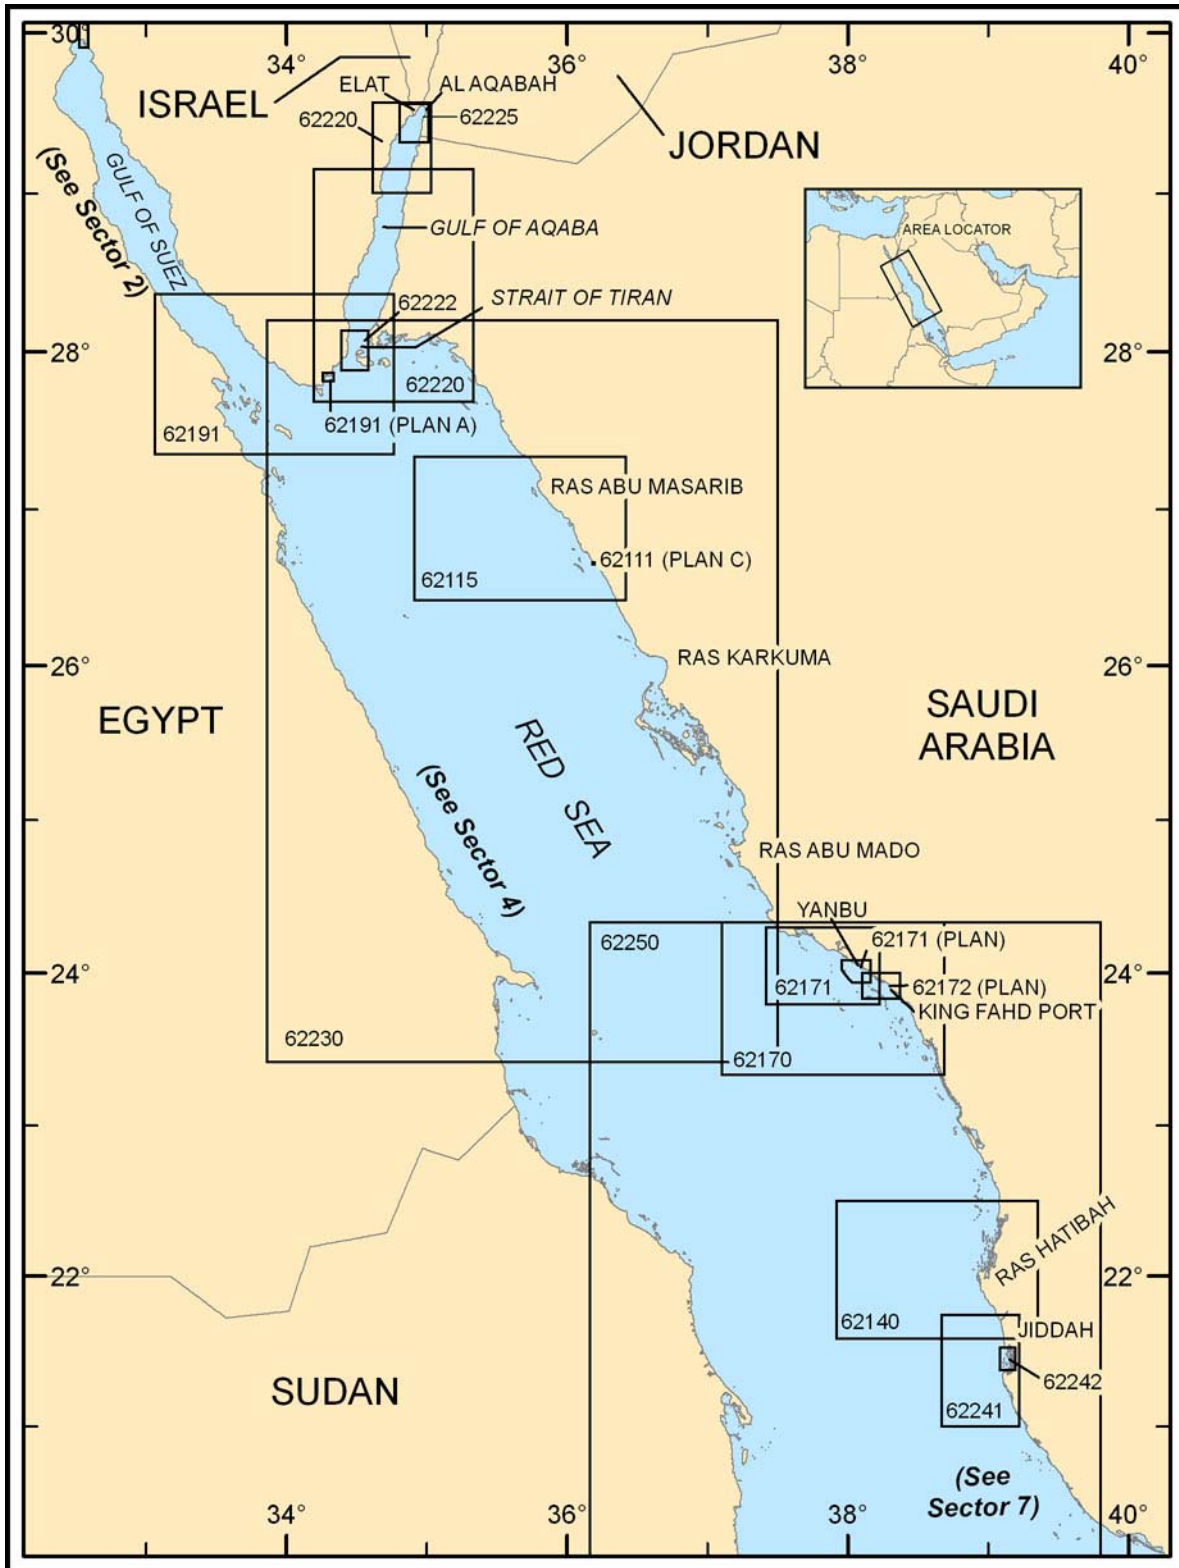 30°
34°
36°
38°
40°
ISRAEL
ELAT
AL AQABAH
62220
62225
JORDAN
(See Sector 2)
GULF OF SUEZ
GULF OF AQABA
AREA LOCATOR
62222
STRAIT OF TIRAN
28°
28°
62220
62191 (PLAN A)
62191
RAS ABU MASARIB
62111 (PLAN C)
62115
26°
RAS KARKUMA
26°
EGYPT
SAUDI
ARABIA
RED SEA
(See Sector 4)
RAS ABU MADO
YANBU
62250
62171 (PLAN)
24°
24°
62171
62172 (PLAN)
KING FAHD PORT
62230
62170
RAS HATIBAH
22°
22°
62140
JIDDAH
62242
SUDAN
62241
(See
Sector 7)
34°
36°
38°
40°